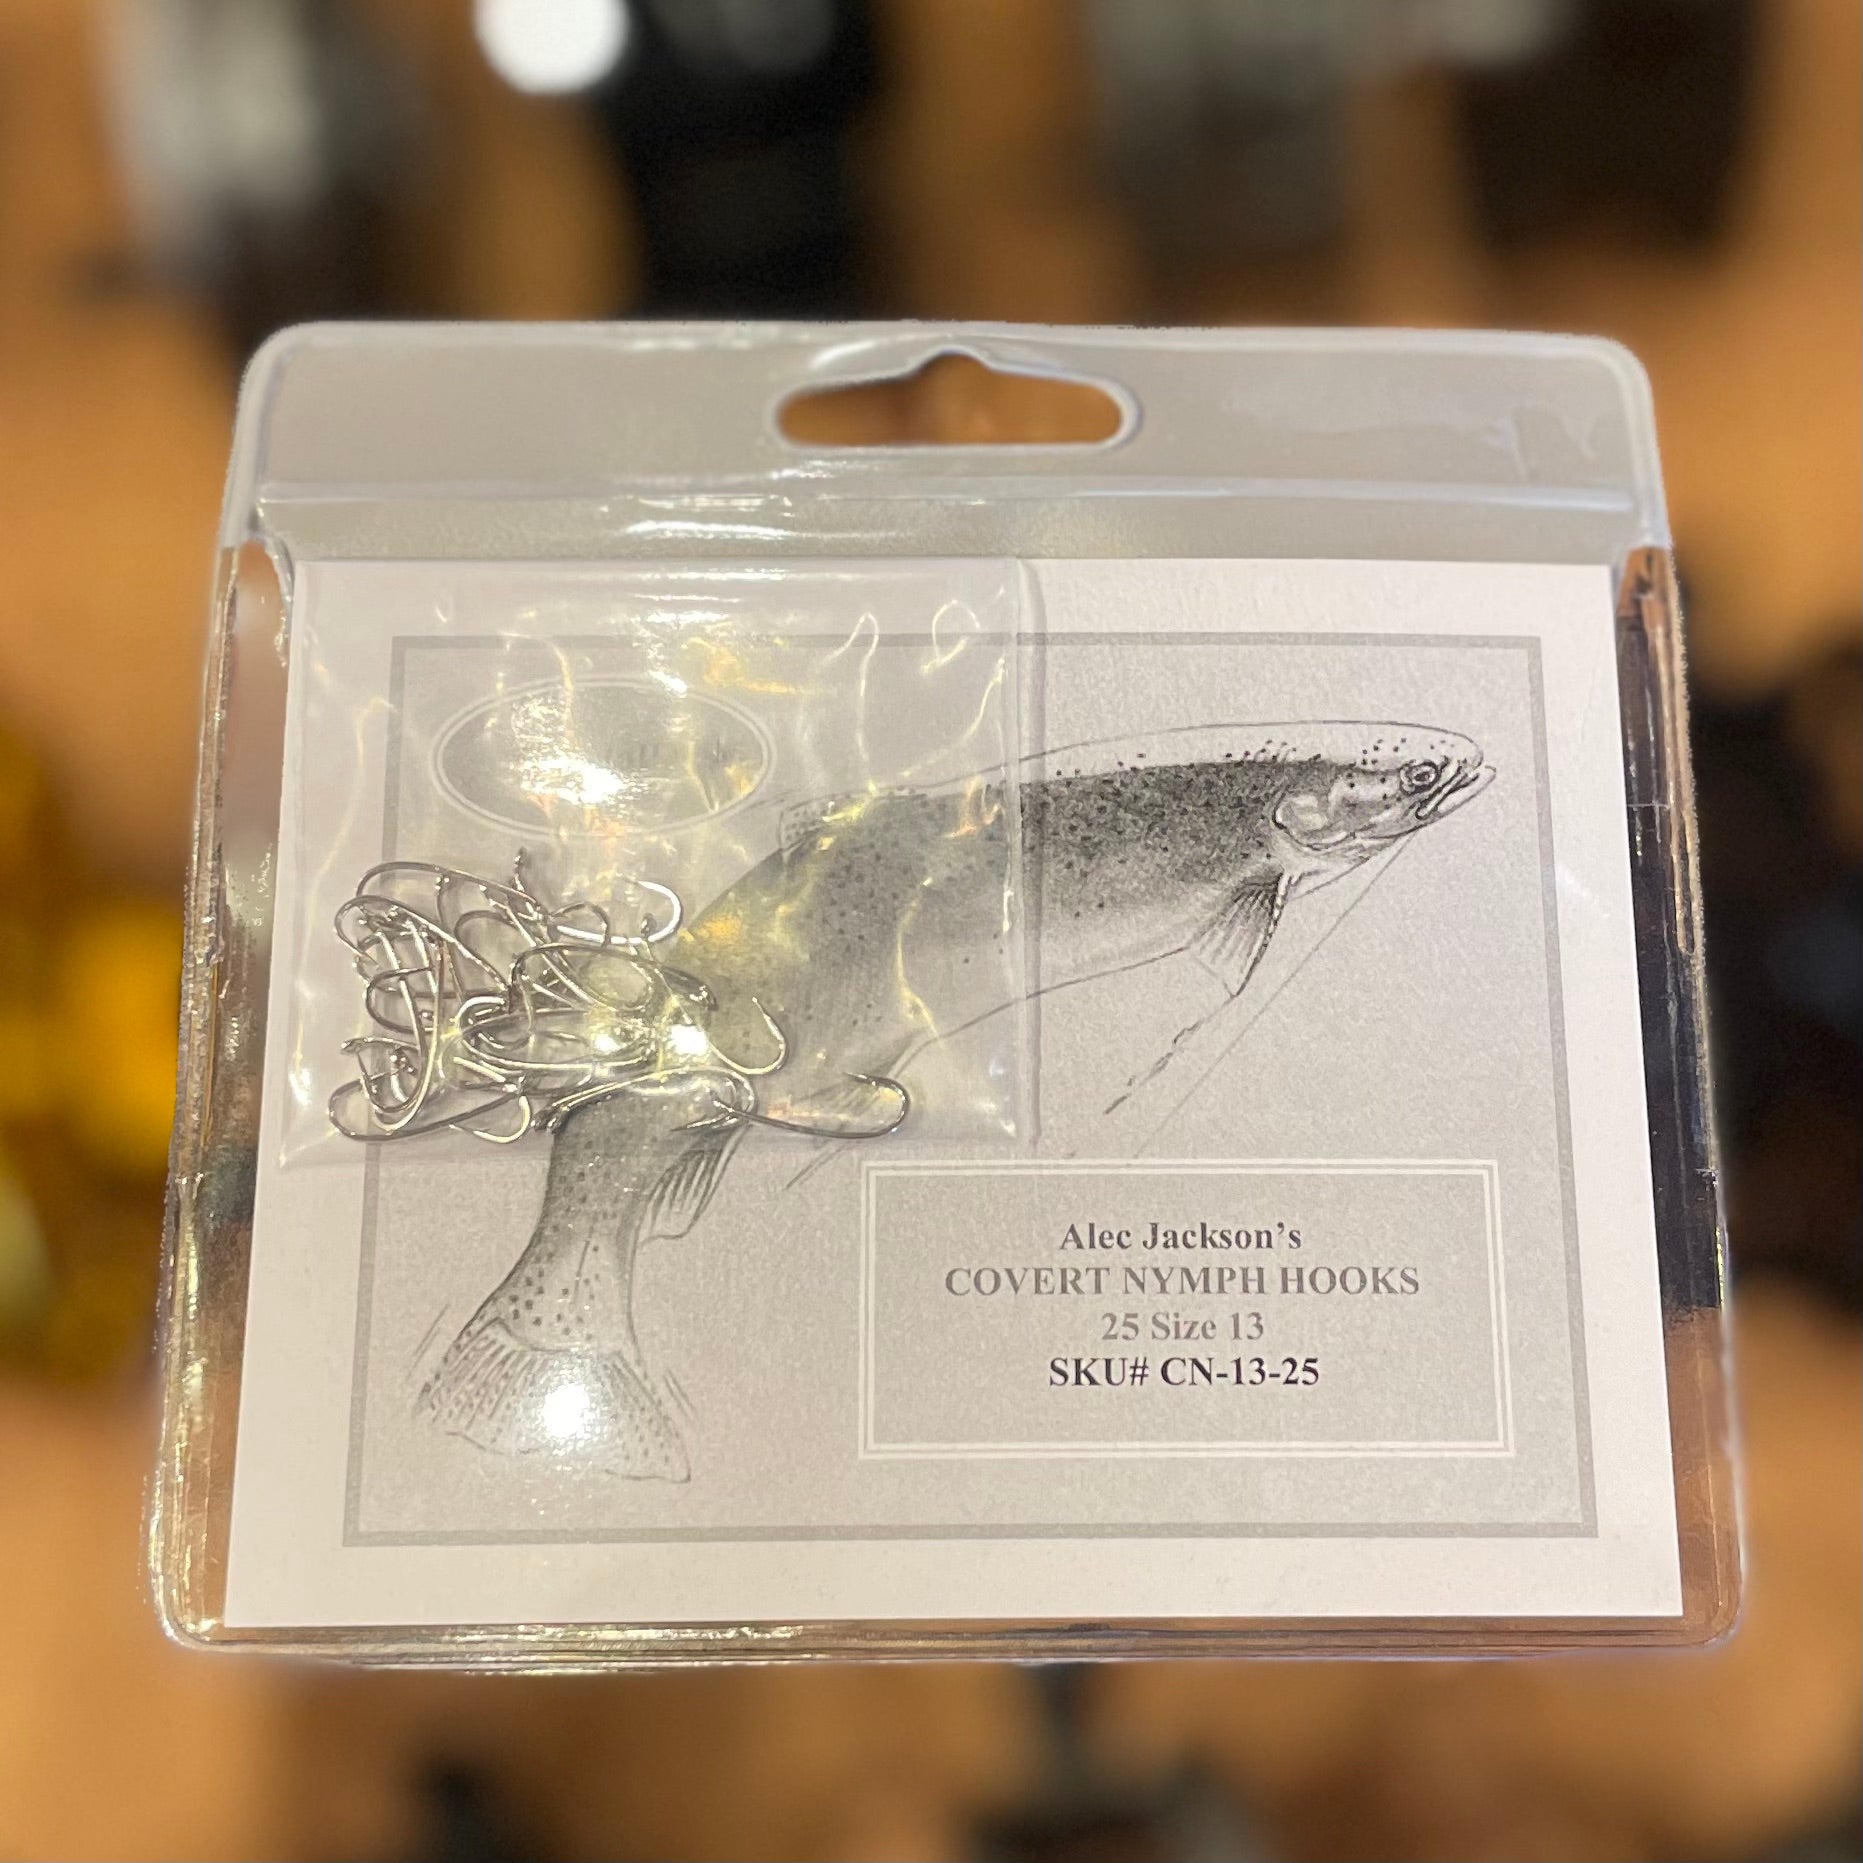 Alec Jackson's
COVERT NYMPH HOOKS
25 Size 13
SKU# CN-13-25